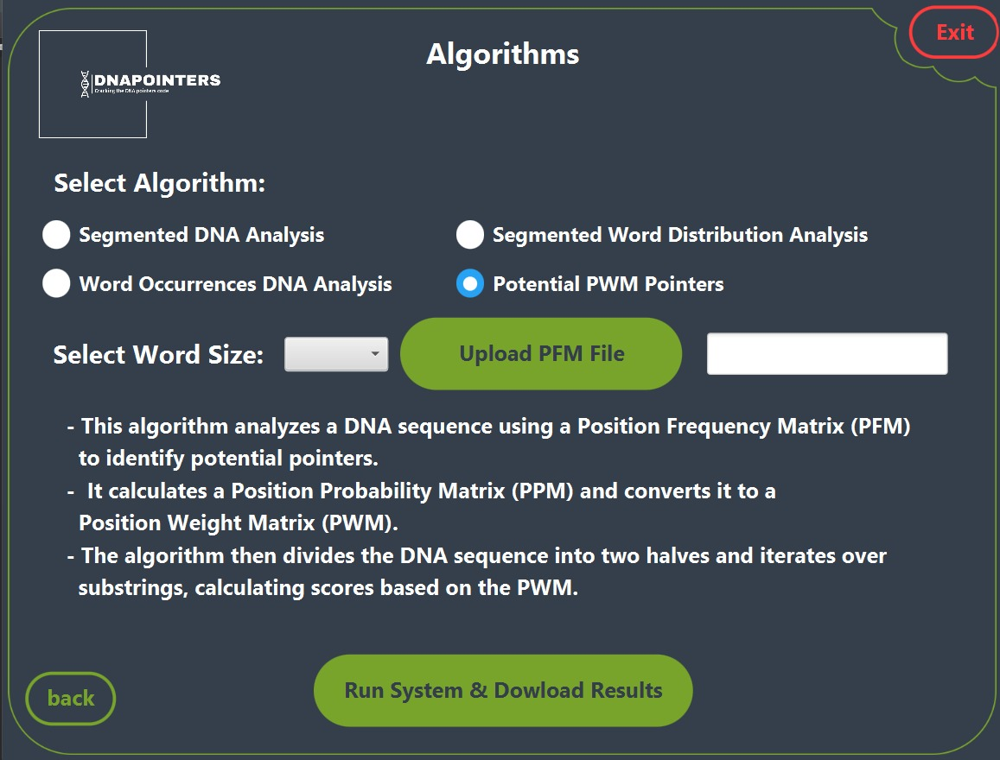 Exit
Algorithms
DNAPOINTERS
Cracking the DNA pointers code
Select Algorithm:
Segmented DNA Analysis
Segmented Word Distribution Analysis
Word Occurrences DNA Analysis
Potential PWM Pointers
Select Word Size:
Upload PFM File
- This algorithm analyzes a DNA sequence using a Position Frequency Matrix (PFM)
to identify potential pointers.
- It calculates a Position Probability Matrix (PPM) and converts it to a
Position Weight Matrix (PWM).
- The algorithm then divides the DNA sequence into two halves and iterates over
substrings, calculating scores based on the PWM.
back
Run System & Dowload Results